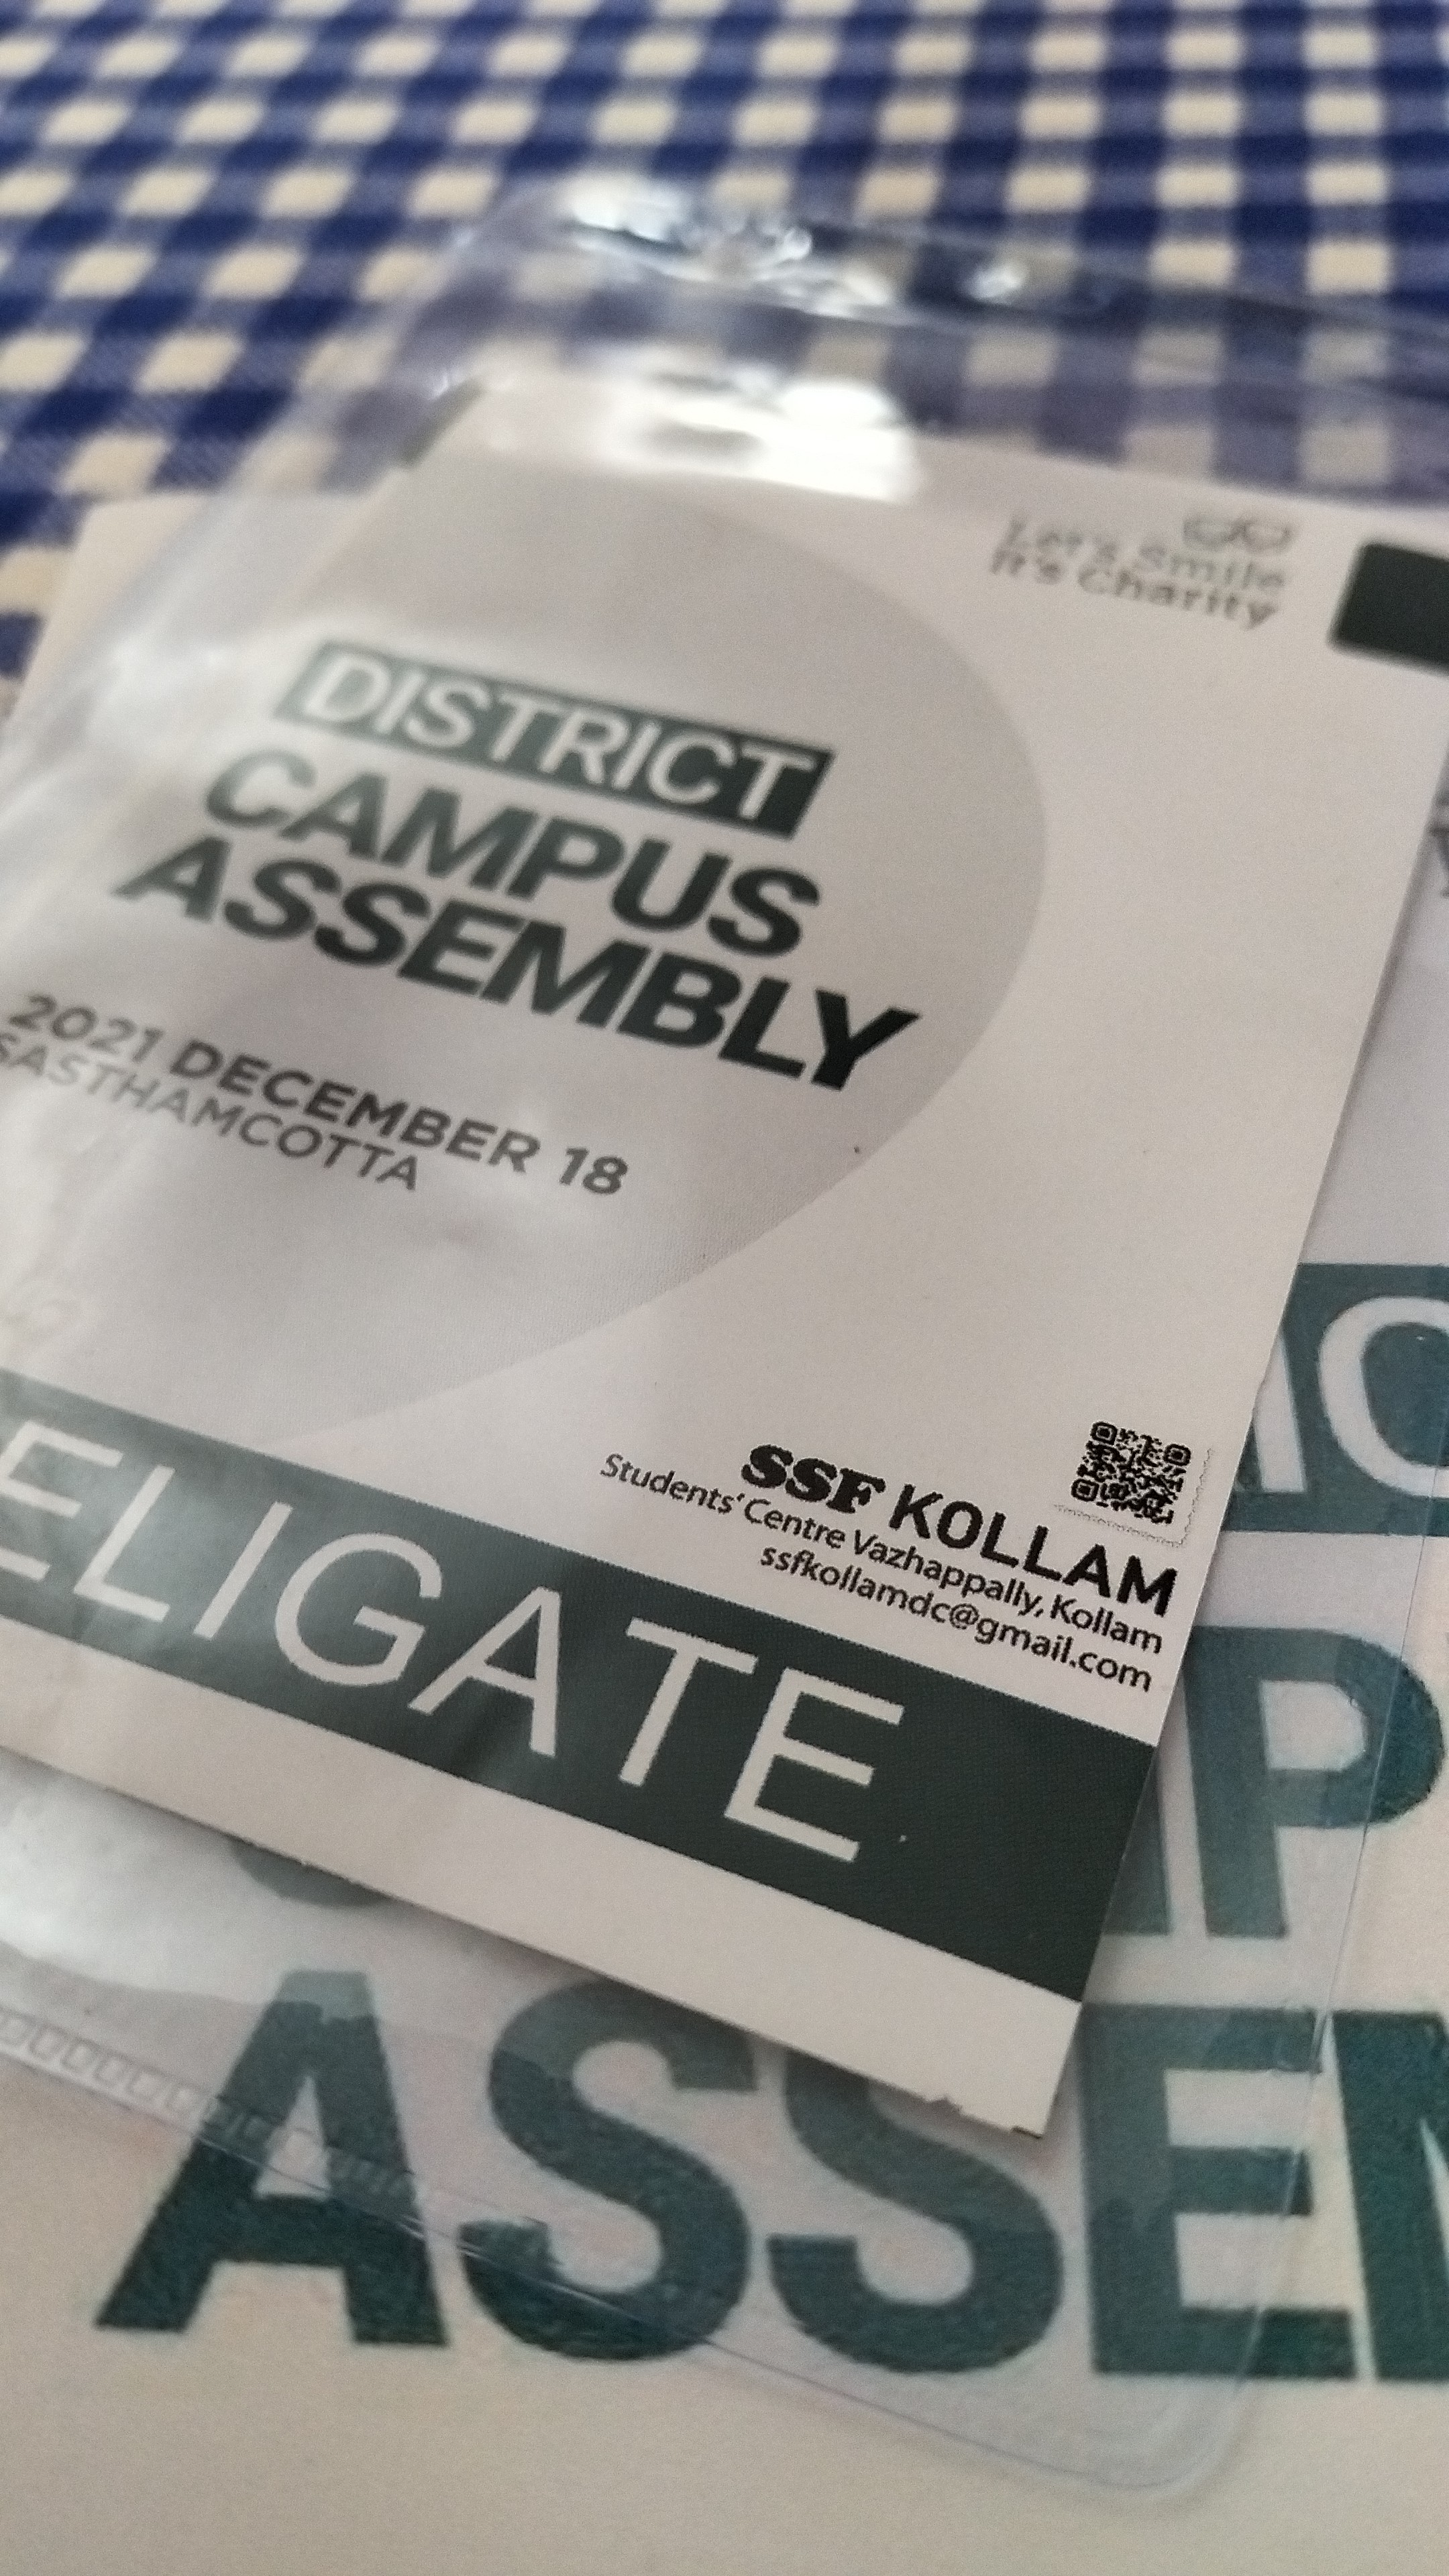 Let's Smile
It's Charity
DISTRICT
CAMPUS
ASSEMBLY
2021 DECEMBER 18
SASTHAMCOTTA
SSF KOLLAM
Students' Centre Vazhappally, Kollam
ssfkollamdc@gmail.com
ELIGATE
IC
P
ASSEM